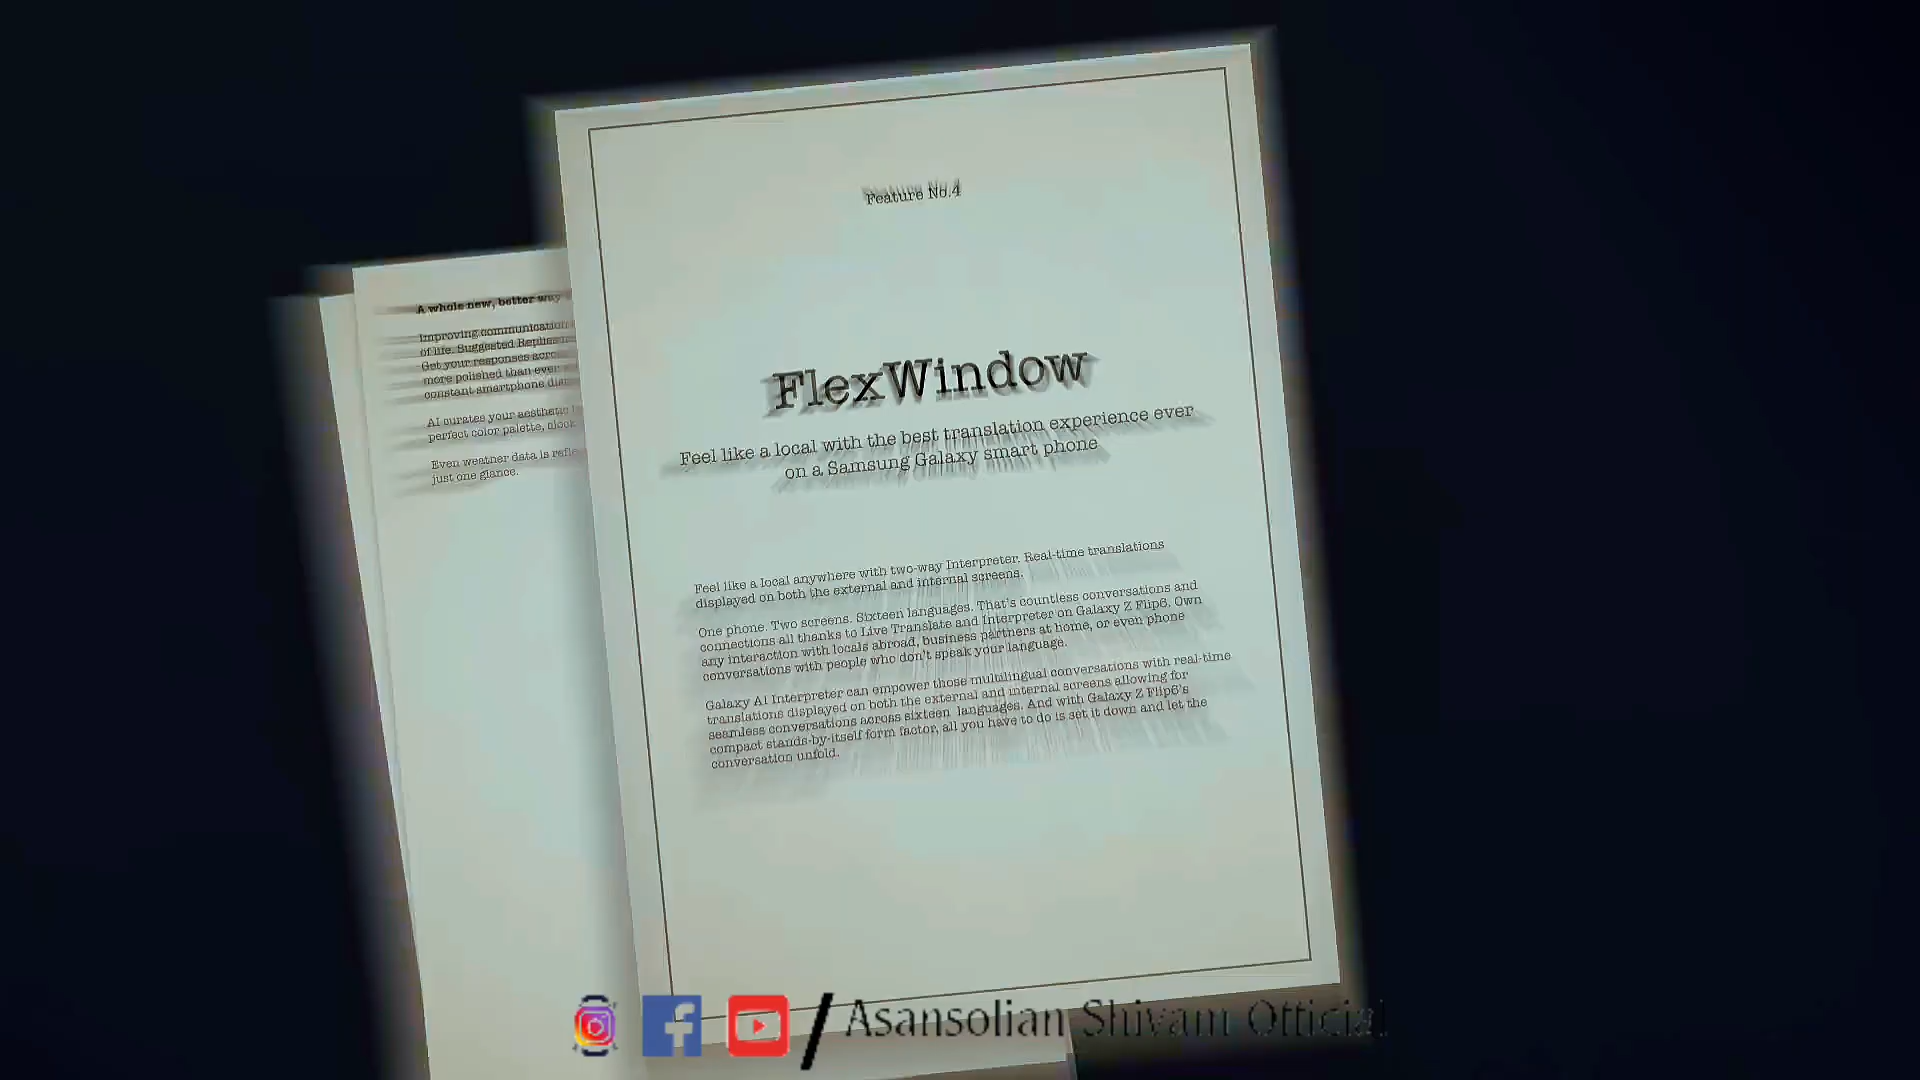 Feature No.4
FlexWindow
Feel like a local with the best translation experience ever
on a Samsung Galaxy smart phone
Feel like a local anywhere with two-way Interpreter. Real-time translations
displayed on both the external and internal screens.
One phone. Two screens. Sixteen languages. That's countless conversations and
connections all thanks to Live Translate and Interpreter on Galaxy Z Flip6. Own
any interaction with locals abroad, business partners at home, or even phone
conversations with people who don't speak your language.
Galaxy AI Interpreter can empower those multilingual conversations with real-time
translations displayed on both the external and internal screens allowing for
seamless conversations across sixteen languages. And with Galaxy Z Flip6's
compact stands-by-itself form factor, all you have to do is set it down and let the
conversation unfold.
A whole new, better way
Improving communication
of life. Suggested Replies
Get your responses
more polished than ever
constant smartphone
AI curates your aesthetic
perfect color palette,
Even weather data is
just one glance.
/ Asansolian Shivam Official